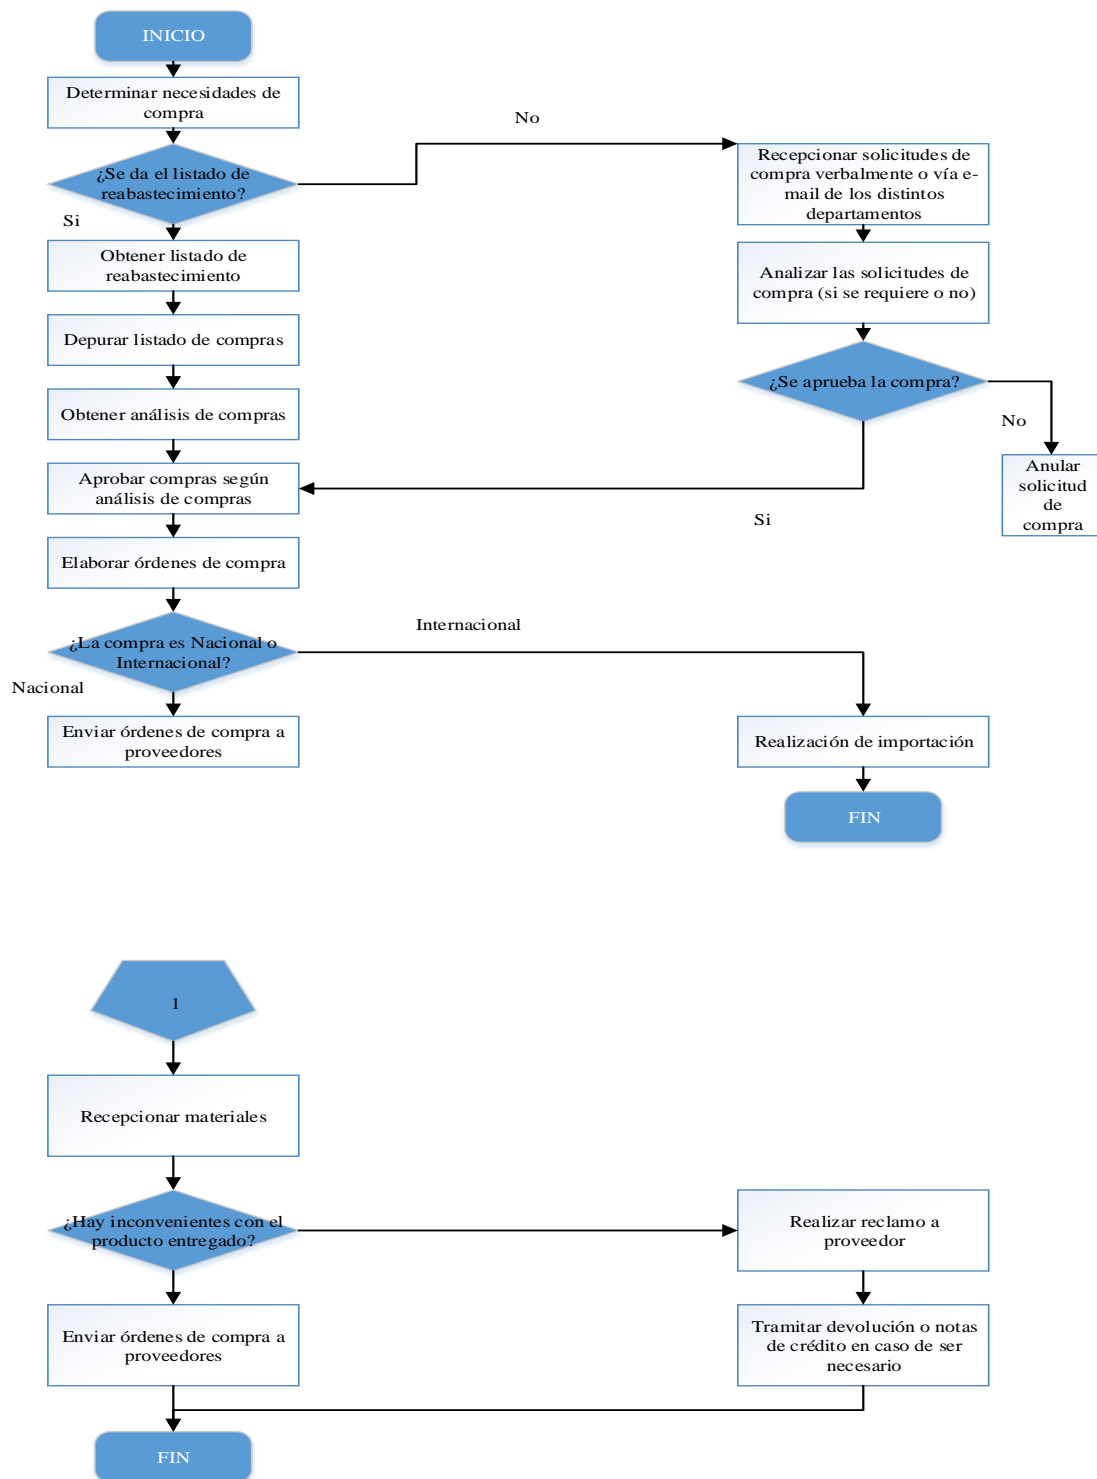 INICIO
Determinar necesidades de
compra
No
¿Se da el listado de
reabastecimiento?
Recepcionar solicitudes de
compra verbalmente o vía e-
mail de los distintos
departamentos
Si
Obtener listado de
reabastecimiento
Analizar las solicitudes de
compra (si se requiere o no)
Depurar listado de compras
¿Se aprueba la compra?
Obtener análisis de compras
No
Aprobar compras según
análisis de compras
Anular
solicitud
de
compra
Si
Elaborar órdenes de compra
Internacional
¿La compra es Nacional o
Internacional?
Nacional
Enviar órdenes de compra a
proveedores
Realización de importación
FIN
1
Recepcionar materiales
¿Hay inconvenientes con el
producto entregado?
Realizar reclamo a
proveedor
Enviar órdenes de compra a
proveedores
Tramitar devolución o notas
de crédito en caso de ser
necesario
FIN